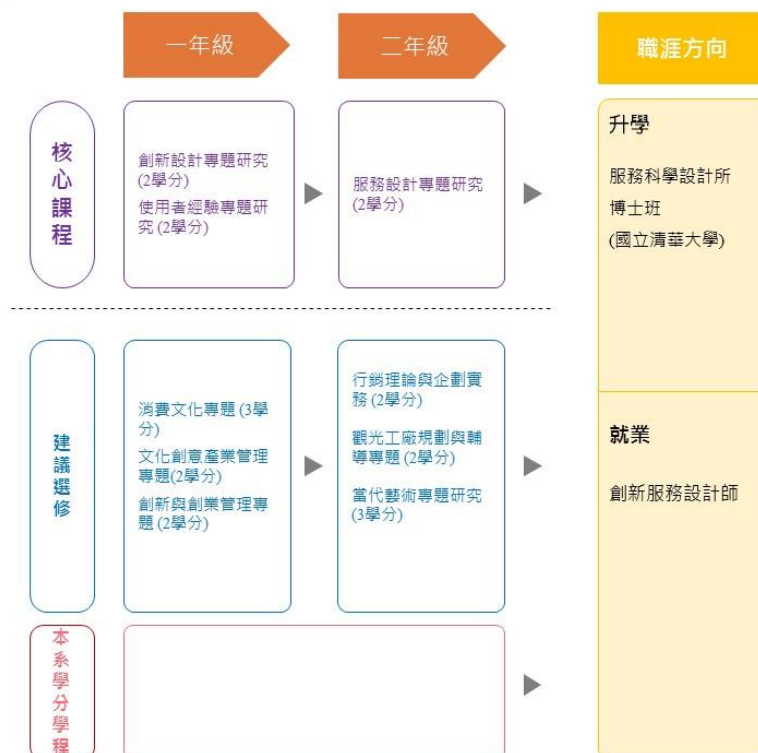 一年級
二年級
職涯方向
核心課程
創新設計專題研究
(2學分)
使用者經驗專題研
究 (2學分)
服務設計專題研究
(2學分)
升學
服務科學設計所
博士班
(國立清華大學)
建議選修
消費文化專題 (3學
分)
文化創意產業管理
專題(2學分)
創新與創業管理專
題 (2學分)
行銷理論與企劃實
務 (2學分)
觀光工廠規劃與輔
導專題 (2學分)
當代藝術專題研究
(3學分)
就業
創新服務設計師
本系學分學程